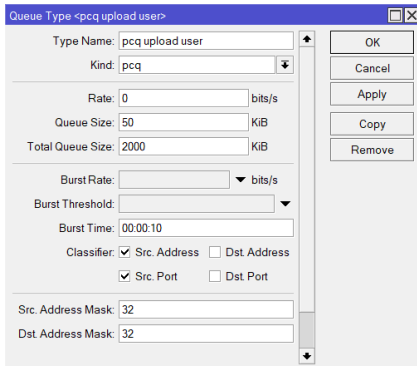 Queue Type <pcq upload user>
Type Name: pcq upload user
Kind: pcq
Rate: 0 bits/s
Queue Size: 50 KiB
Total Queue Size: 2000 KiB
Burst Rate: bits/s
Burst Threshold:
Burst Time: 00:00:10
Classifier: Src. Address Dst. Address
Src. Port Dst. Port
Src. Address Mask: 32
Dst. Address Mask: 32
OK
Cancel
Apply
Copy
Remove